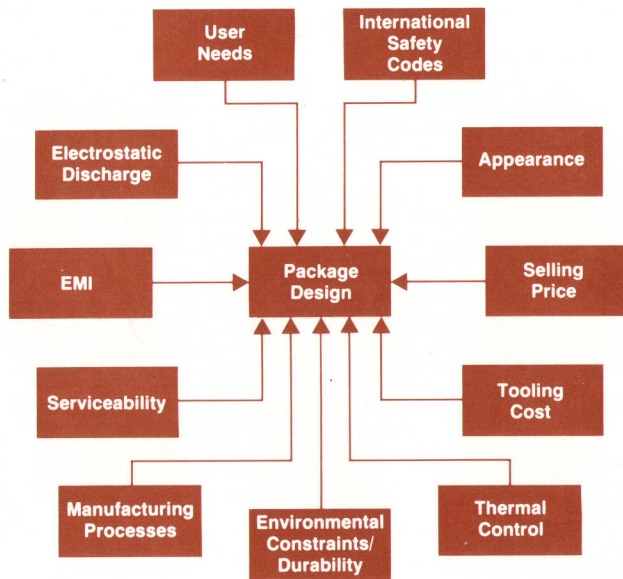 User
Needs
International
Safety
Codes
Electrostatic
Discharge
Appearance
EMI
Package
Design
Selling
Price
Serviceability
Tooling
Cost
Manufacturing
Processes
Environmental
Constraints/
Durability
Thermal
Control